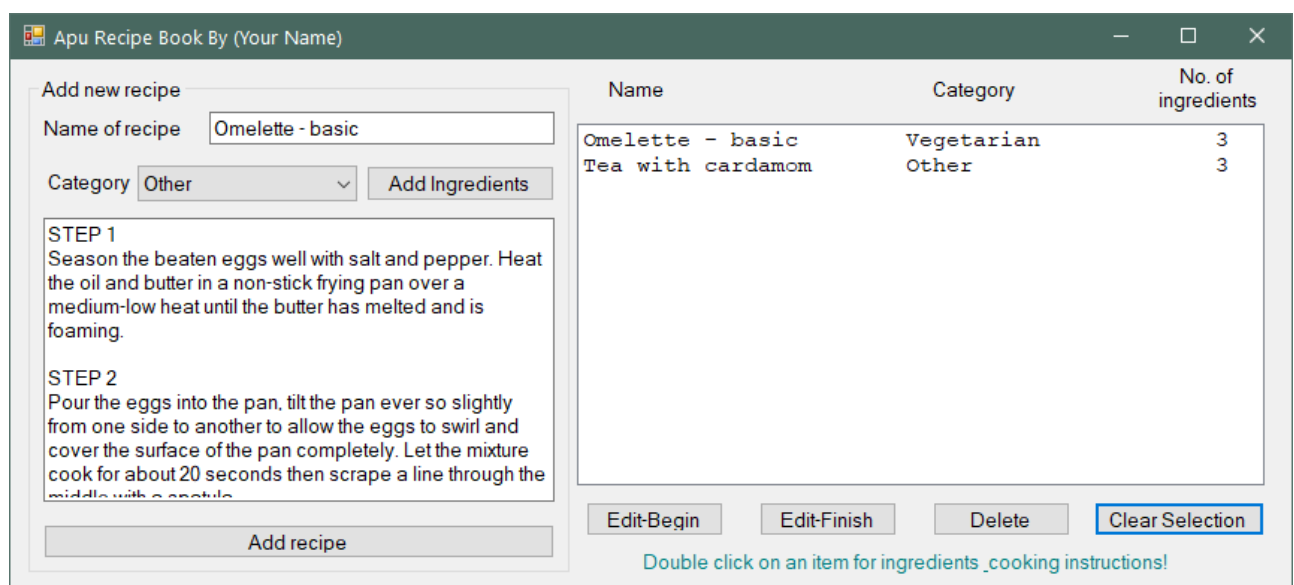 Apu Recipe Book By (Your Name)
Add new recipe
Name of recipe Omelette - basic
Category Other Add Ingredients
STEP 1
Season the beaten eggs well with salt and pepper. Heat
the oil and butter in a non-stick frying pan over a
medium-low heat until the butter has melted and is
foaming.
STEP 2
Pour the eggs into the pan, tilt the pan ever so slightly
from one side to another to allow the eggs to swirl and
cover the surface of the pan completely. Let the mixture
cook for about 20 seconds then scrape a line through the
middle with a spatula
Add recipe
Name Category No. of
ingredients
Omelette - basic Vegetarian 3
Tea with cardamom Other 3
Edit-Begin Edit-Finish Delete Clear Selection
Double click on an item for ingredients _cooking instructions!